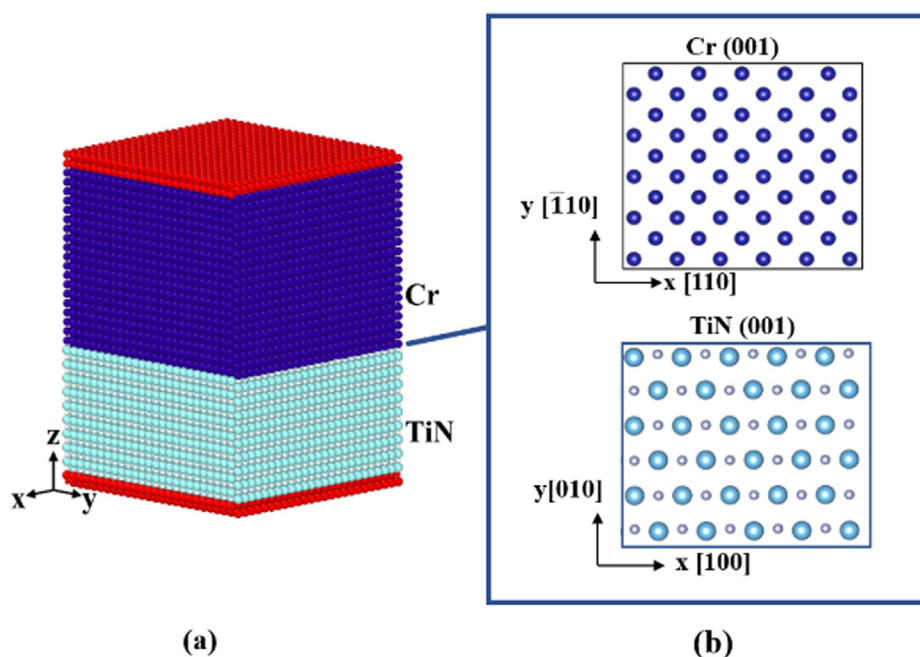 Cr (001)
y [1̅10]
x [110]
Cr
TiN (001)
TiN
z
x
y
y[010]
x [100]
(a)
(b)